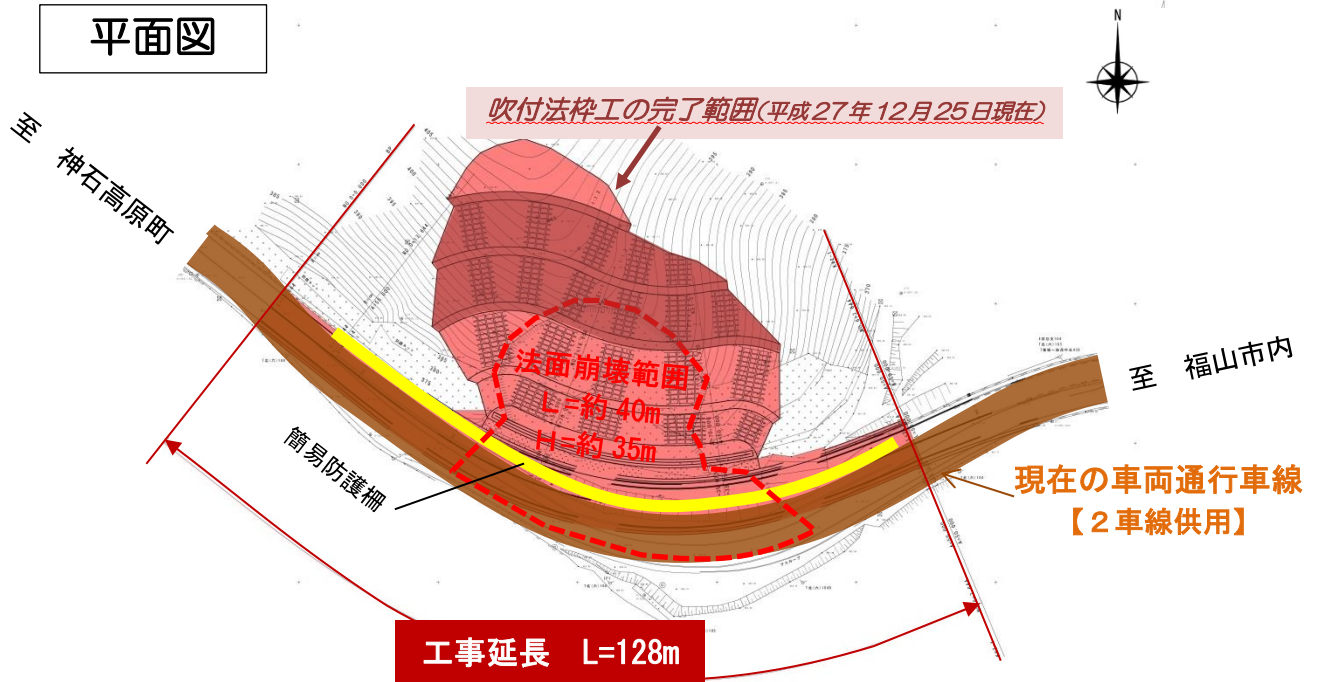 平面図
N
吹付法枠工の完了範囲(平成27年12月25日現在)
至 神石高原町
法面崩壊範囲
L=約40m
H=約35m
至 福山市内
簡易防護柵
現在の車両通行車線
【２車線供用】
工事延長 L=128m